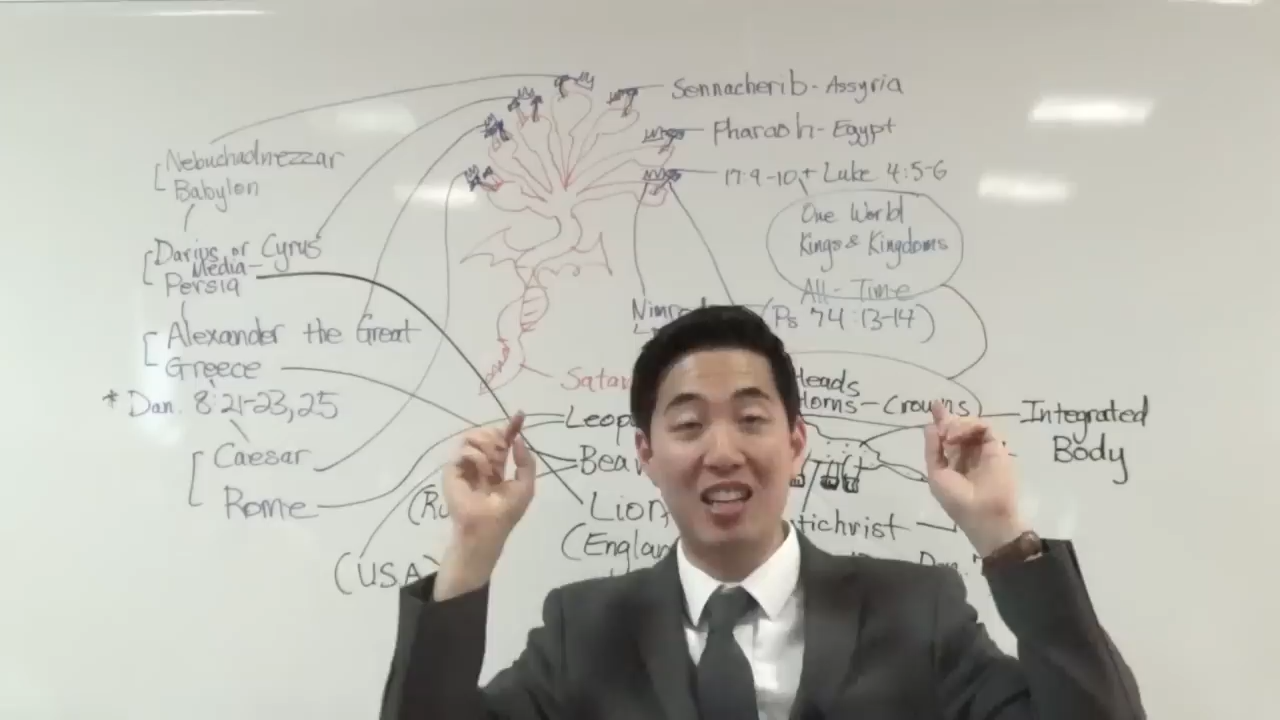 Sennacherib - Assyria
Pharaoh - Egypt
17:9-10 + Luke 4:5-6
One World
Kings & Kingdoms
All - Time
(Ps 74:13-14)
[Nebuchadnezzar
Babylon
[Darius or Cyrus
Media-
Persia
[Alexander the Great
Greece
* Dan. 8:21-23, 25
[Caesar
Rome
(USA)
Satan
Heads
Horns - Crowns
Integrated
Body
Lion